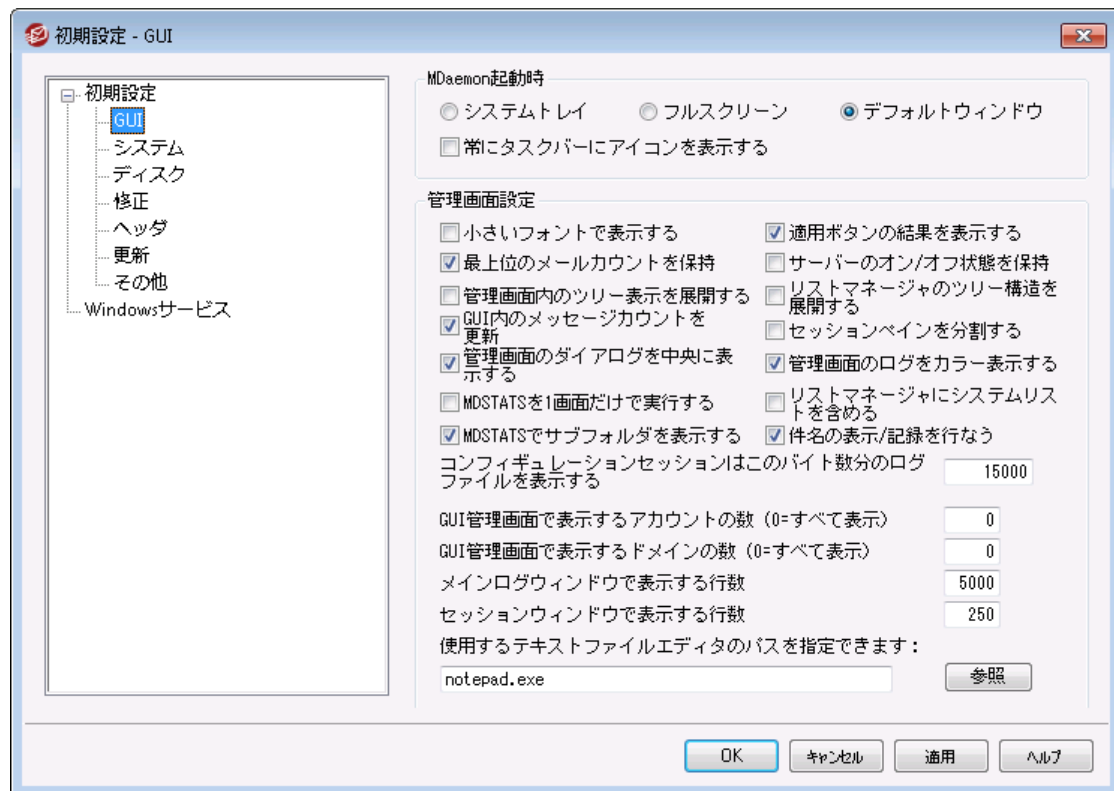 初期設定 - GUI
初期設定
GUI
システム
ディスク
修正
ヘッダ
更新
その他
Windowsサービス
MDaemon起動時
システムトレイ
フルスクリーン
デフォルトウィンドウ
常にタスクバーにアイコンを表示する
管理画面設定
小さいフォントで表示する
適用ボタンの結果を表示する
最上位のメールカウントを保持
サーバーのオン/オフ状態を保持
管理画面内のツリー表示を展開する
リストマネージャのツリー構造を
展開する
GUI内のメッセージカウントを
更新
セッションペインを分割する
管理画面のダイアログを中央に表
示する
管理画面のログをカラー表示する
MDSTATSを1画面だけで実行する
リストマネージャにシステムリス
トを含める
MDSTATSでサブフォルダを表示する
件名の表示/記録を行なう
コンフィギュレーションセッションはこのバイト数分のログ
ファイルを表示する
15000
GUI管理画面で表示するアカウントの数 (0=すべて表示)
0
GUI管理画面で表示するドメインの数 (0=すべて表示)
0
メインログウィンドウで表示する行数
5000
セッションウィンドウで表示する行数
250
使用するテキストファイルエディタのパスを指定できます：
notepad.exe
参照
OK
キャンセル
適用
ヘルプ